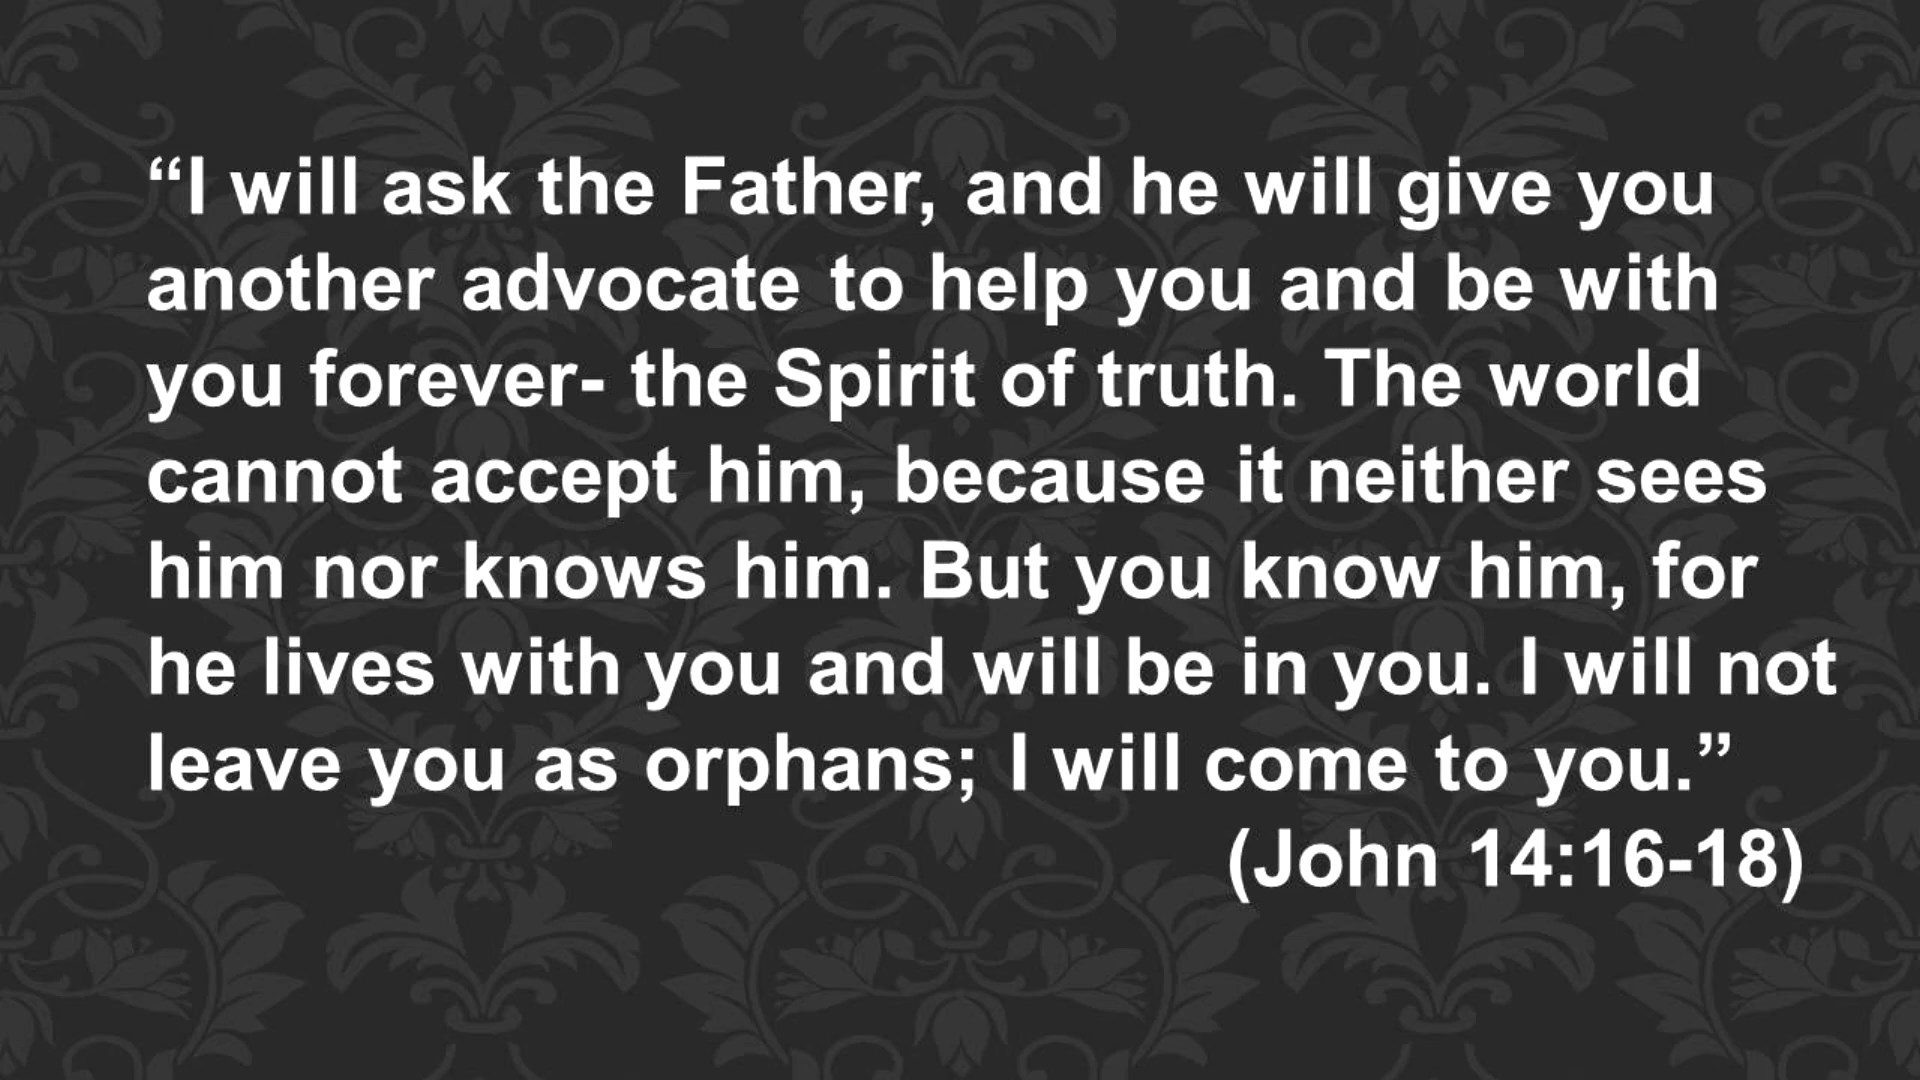 “I will ask the Father, and he will give you
another advocate to help you and be with
you forever- the Spirit of truth. The world
cannot accept him, because it neither sees
him nor knows him. But you know him, for
he lives with you and will be in you. I will not
leave you as orphans; I will come to you.”
(John 14:16-18)